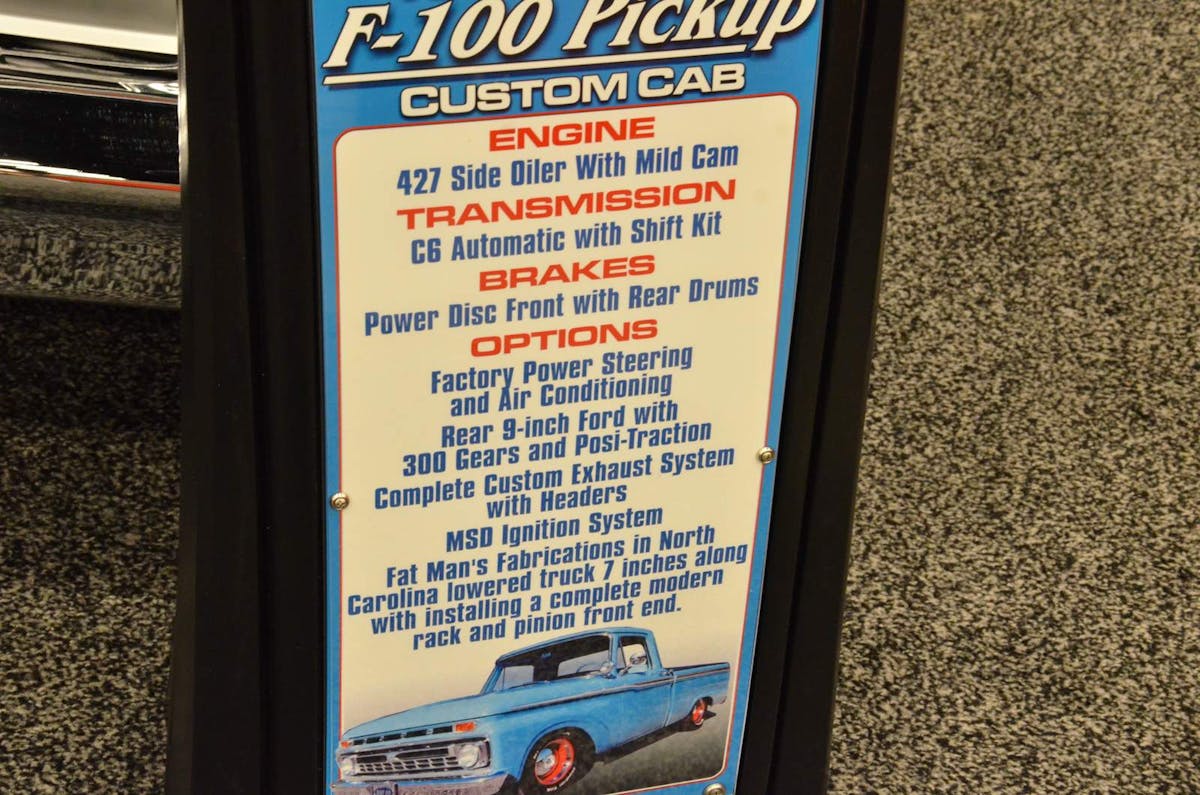 F-100 Pickup
CUSTOM CAB
ENGINE
427 Side Oiler With Mild Cam
TRANSMISSION
C6 Automatic with Shift Kit
BRAKES
Power Disc Front with Rear Drums
OPTIONS
Factory Power Steering
and Air Conditioning
Rear 9-inch Ford with
300 Gears and Posi-Traction
Complete Custom Exhaust System
with Headers
MSD Ignition System
Fat Man's Fabrications in North
Carolina lowered truck 7 inches along
with installing a complete modern
rack and pinion front end.